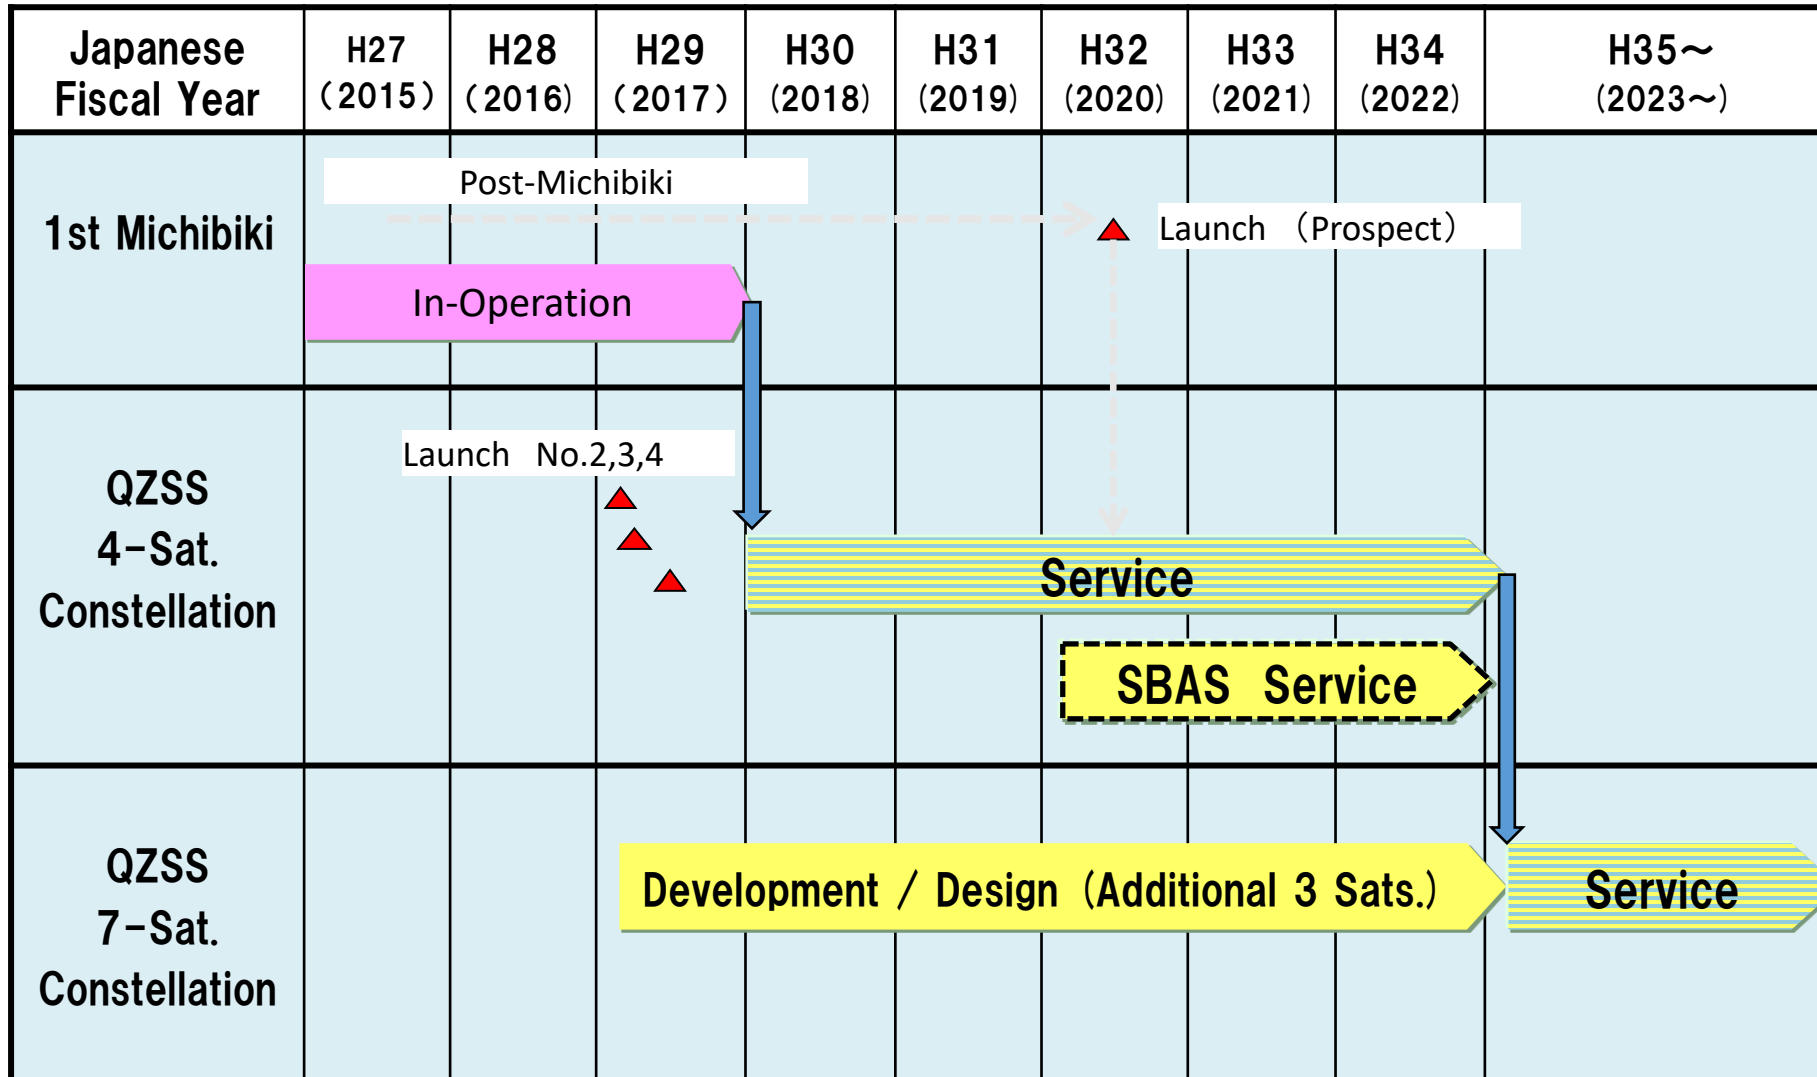 Japanese
Fiscal Year
H27
（2015）
H28
（2016）
H29
（2017）
H30
(2018)
H31
(2019)
H32
(2020)
H33
(2021)
H34
(2022)
H35～
(2023～)
1st Michibiki
Post-Michibiki
Launch （Prospect）
In-Operation
QZSS
4-Sat.
Constellation
Launch No.2,3,4
Service
SBAS Service
QZSS
7-Sat.
Constellation
Development / Design (Additional 3 Sats.)
Service